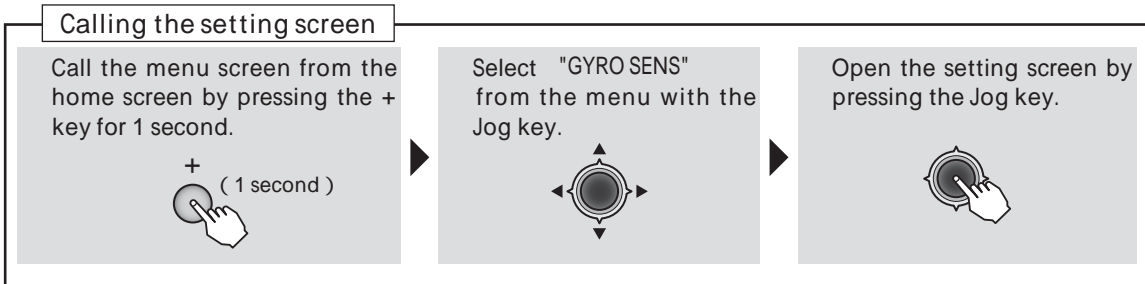 Calling the setting screen
Call the menu screen from the
home screen by pressing the +
key for 1 second.
+
( 1 second )
Select "GYRO SENS"
from the menu with the
Jog key.
Open the setting screen by
pressing the Jog key.